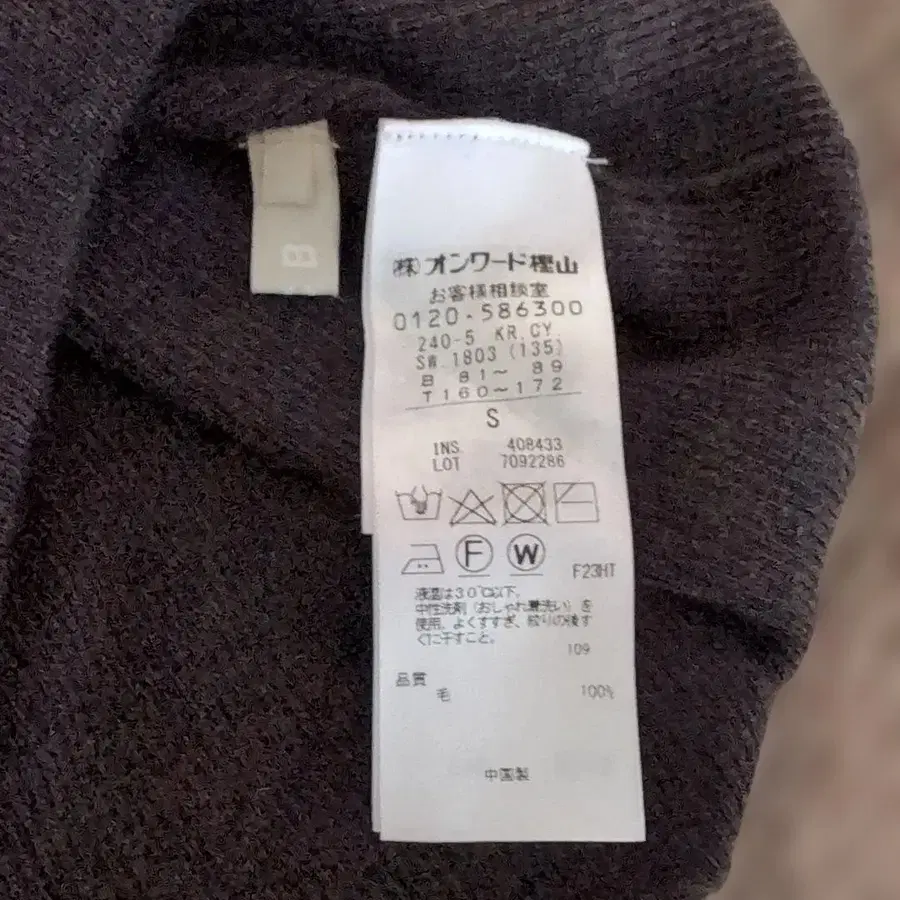 B
(株)オンワード樫山
お客様相談室
0120-586300
240-5 KR.CY.
SW.1803 (135)
B 81～ 89
T160～172
S
INS 408433
LOT 7092286
F W
F23HT
液温は30℃以下。
中性洗剤(おしゃれ着洗い)を
使用、よくすすぎ、絞りの後す
ぐに干すこと。
109
品質
毛 100%
中国製